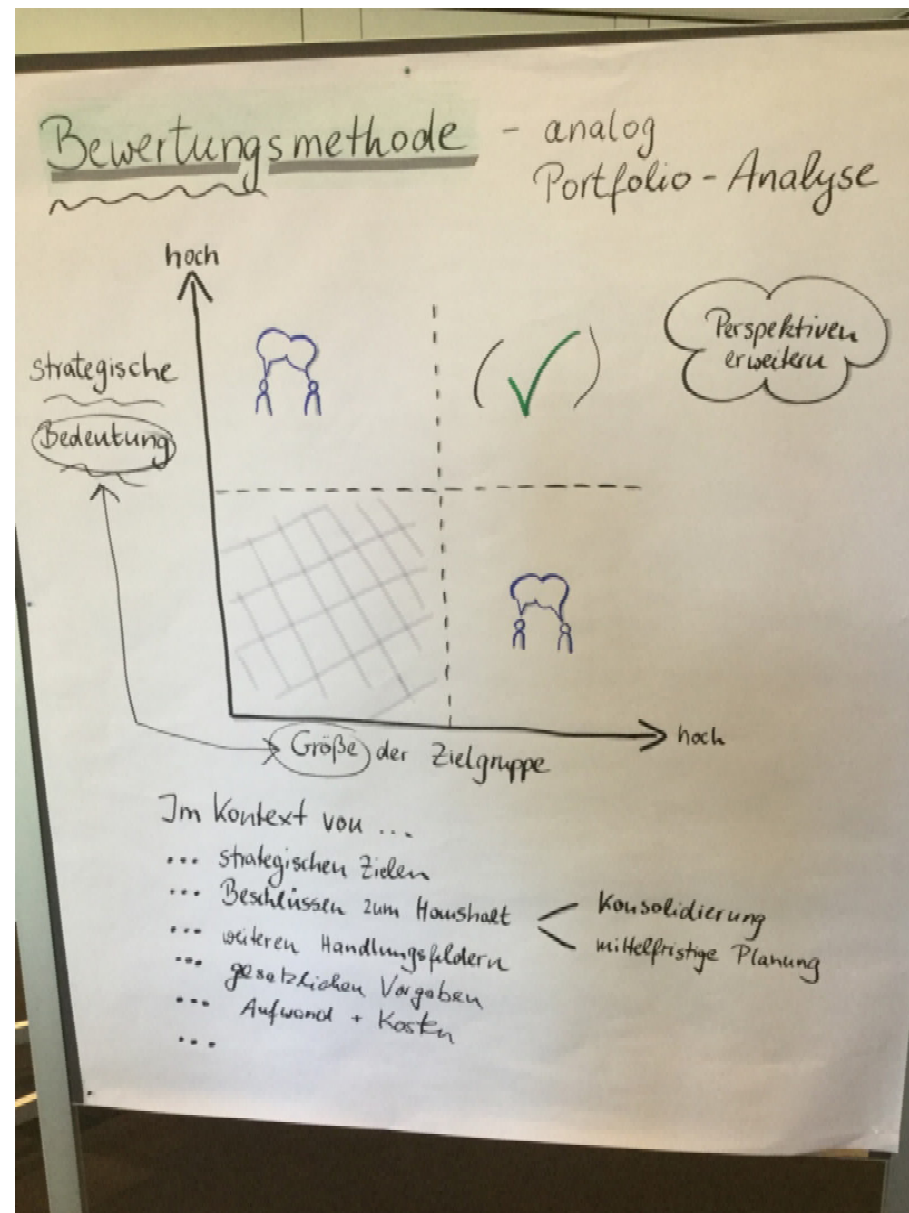 Bewertungsmethode - analog
Portfolio-Analyse
hoch
Perspektiven
erweitern
strategische
Bedeutung
hoch
Größe der Zielgruppe
Im Kontext von ...
... strategischen Zielen
... Beschlüssen zum Haushalt
Konsolidierung
mittelfristige Planung
... weiteren Handlungsfeldern
... gesetzlichen Vorgaben
... Aufwand + Kosten
...